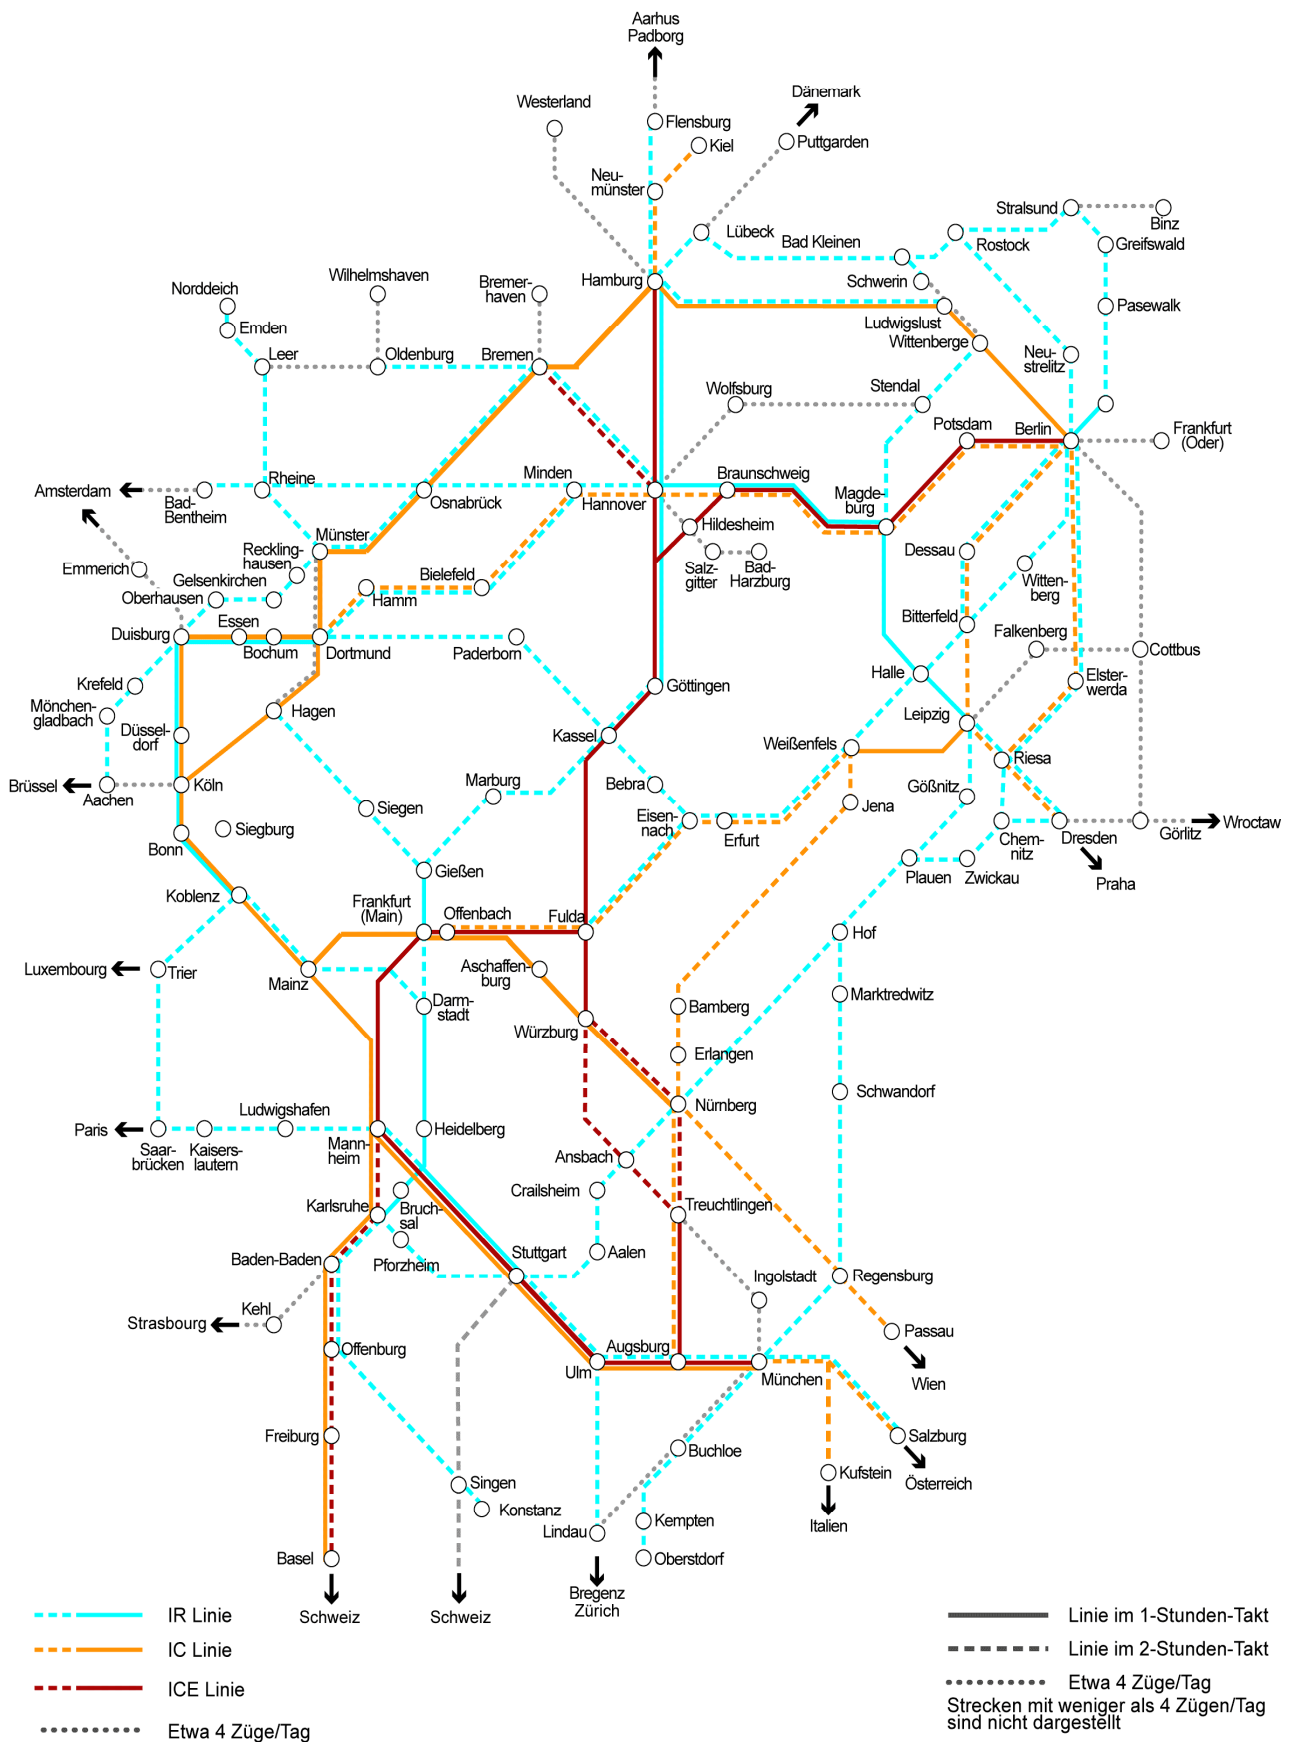 Aarhus
Padborg
Dänemark
Westerland
Flensburg
Kiel
Puttgarden
Neu-
münster
Stralsund
Binz
Lübeck
Bad Kleinen
Rostock
Greifswald
Wilhelmshaven
Bremer-
haven
Hamburg
Schwerin
Norddeich
Pasewalk
Emden
Ludwigslust
Wittenberge
Leer
Oldenburg
Bremen
Neu-
strelitz
Wolfsburg
Stendal
Potsdam
Berlin
Frankfurt
(Oder)
Amsterdam
Bad-
Bentheim
Rheine
Osnabrück
Minden
Hannover
Braunschweig
Magde-
burg
Hildesheim
Münster
Reckling-
hausen
Emmerich
Gelsenkirchen
Oberhausen
Bielefeld
Hamm
Salz-
gitter
Bad-
Harzburg
Dessau
Witten-
berg
Bitterfeld
Duisburg
Essen
Bochum
Dortmund
Paderborn
Falkenberg
Cottbus
Krefeld
Mönchen-
gladbach
Göttingen
Halle
Elster-
werda
Düssel-
dorf
Hagen
Leipzig
Kassel
Weißenfels
Riesa
Brüssel
Aachen
Köln
Marburg
Bebra
Gößnitz
Siegen
Eisen-
nach
Erfurt
Jena
Siegburg
Bonn
Chem-
nitz
Dresden
Görlitz
Wroctaw
Gießen
Plauen
Zwickau
Praha
Koblenz
Frankfurt
(Main)
Offenbach
Fulda
Hof
Luxembourg
Trier
Mainz
Aschaffen-
burg
Darm-
stadt
Marktredwitz
Bamberg
Würzburg
Erlangen
Schwandorf
Paris
Saar-
brücken
Kaisers-
lautern
Ludwigshafen
Mann-
heim
Heidelberg
Nürnberg
Ansbach
Crailsheim
Karlsruhe
Bruch-
sal
Treuchtlingen
Baden-Baden
Pforzheim
Stuttgart
Aalen
Ingolstadt
Regensburg
Strasbourg
Kehl
Offenburg
Augsburg
Ulm
München
Passau
Wien
Freiburg
Buchloe
Salzburg
Österreich
Kufstein
Italien
Singen
Konstanz
Lindau
Kempten
Oberstdorf
Basel
Schweiz
Schweiz
Bregenz
Zürich
IR Linie
IC Linie
ICE Linie
Etwa 4 Züge/Tag
Linie im 1-Stunden-Takt
Linie im 2-Stunden-Takt
Etwa 4 Züge/Tag
Strecken mit weniger als 4 Zügen/Tag
sind nicht dargestellt